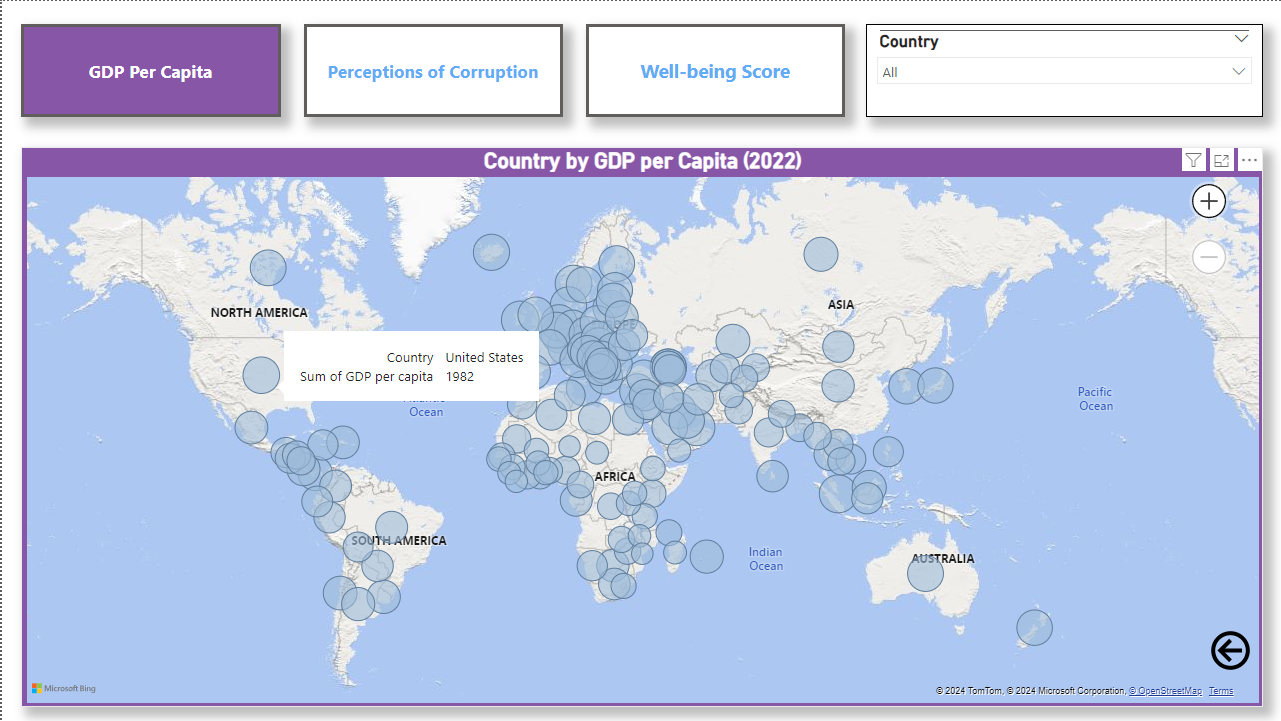 GDP Per Capita
Perceptions of Corruption
Well-being Score
Country
All
Country by GDP per Capita (2022)
NORTH AMERICA
ASIA
Country United States
Sum of GDP per capita 1982
Atlantic
Ocean
Pacific
Ocean
AFRICA
SOUTH AMERICA
Indian
Ocean
AUSTRALIA
Microsoft Bing
© 2024 TomTom, © 2024 Microsoft Corporation, © OpenStreetMap Terms